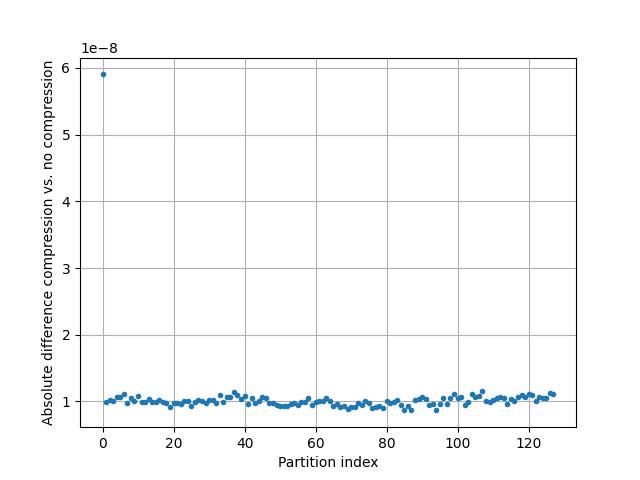 1e−8
6
5
4
3
2
1
0 20 40 60 80 100 120
Partition index
Absolute difference compression vs. no compression